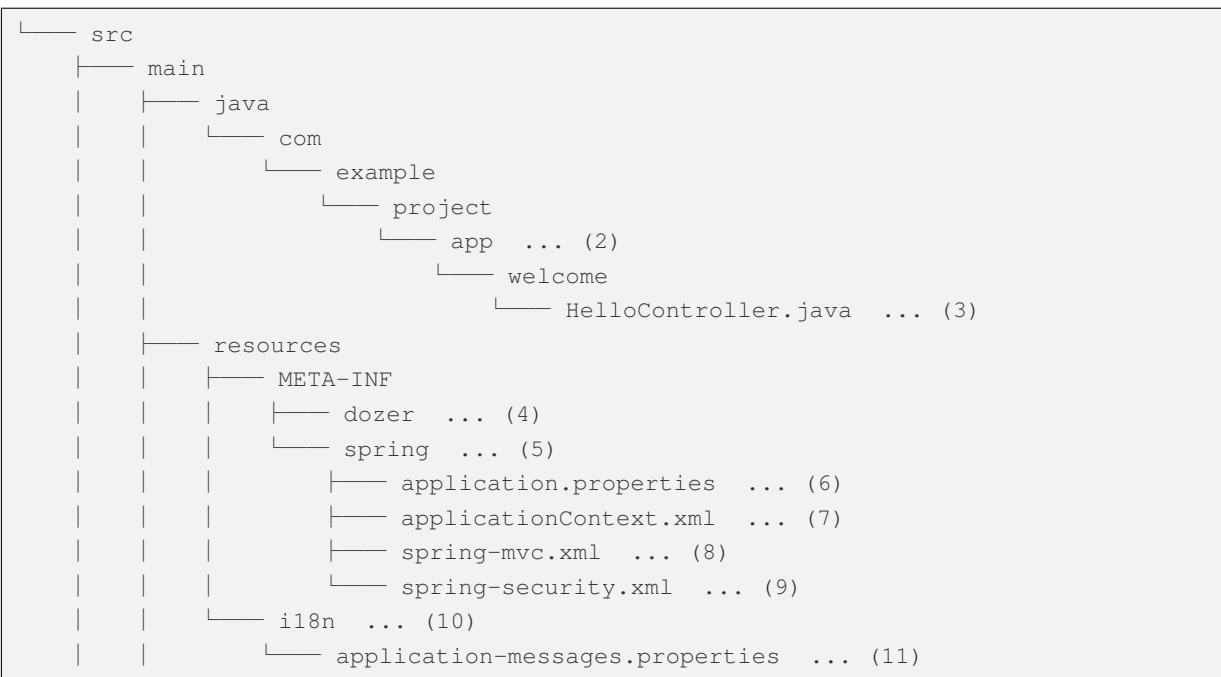 └── src
    ├── main
    │   ├── java
    │   │   └── com
    │   │       └── example
    │   │           └── project
    │   │               └── app ... (2)
    │   │                   └── welcome
    │   │                       └── HelloController.java ... (3)
    │   ├── resources
    │   │   ├── META-INF
    │   │   │   ├── dozer ... (4)
    │   │   │   └── spring ... (5)
    │   │   │       ├── application.properties ... (6)
    │   │   │       ├── applicationContext.xml ... (7)
    │   │   │       ├── spring-mvc.xml ... (8)
    │   │   │       └── spring-security.xml ... (9)
    │   │   └── i18n ... (10)
    │   │       └── application-messages.properties ... (11)